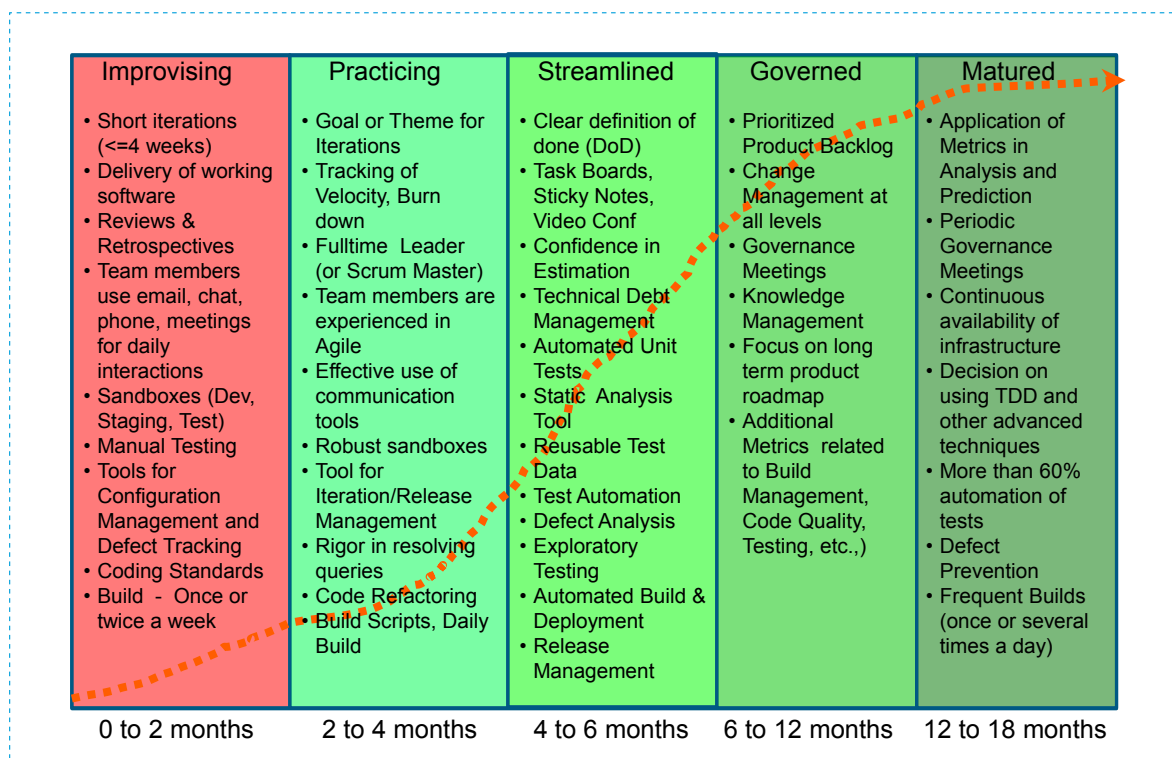 Improvising
• Short iterations
(<=4 weeks)
• Delivery of working
software
• Reviews &
Retrospectives
• Team members
use email, chat,
phone, meetings
for daily
interactions
• Sandboxes (Dev,
Staging, Test)
• Manual Testing
• Tools for
Configuration
Management and
Defect Tracking
• Coding Standards
• Build - Once or
twice a week
0 to 2 months
Practicing
• Goal or Theme for
Iterations
• Tracking of
Velocity, Burn
down
• Fulltime Leader
(or Scrum Master)
• Team members are
experienced in
Agile
• Effective use of
communication
tools
• Robust sandboxes
• Tool for
Iteration/Release
Management
• Rigor in resolving
queries
• Code Refactoring
• Build Scripts, Daily
Build
2 to 4 months
Streamlined
• Clear definition of
done (DoD)
• Task Boards,
Sticky Notes,
Video Conf
• Confidence in
Estimation
• Technical Debt
Management
• Automated Unit
Tests
• Static Analysis
Tool
• Reusable Test
Data
• Test Automation
• Defect Analysis
• Exploratory
Testing
• Automated Build &
Deployment
• Release
Management
4 to 6 months
Governed
• Prioritized
Product Backlog
• Change
Management at
all levels
• Governance
Meetings
• Knowledge
Management
• Focus on long
term product
roadmap
• Additional
Metrics related
to Build
Management,
Code Quality,
Testing, etc.,)
6 to 12 months
Matured
• Application of
Metrics in
Analysis and
Prediction
• Periodic
Governance
Meetings
• Continuous
availability of
infrastructure
• Decision on
using TDD and
other advanced
techniques
• More than 60%
automation of
tests
• Defect
Prevention
• Frequent Builds
(once or several
times a day)
12 to 18 months